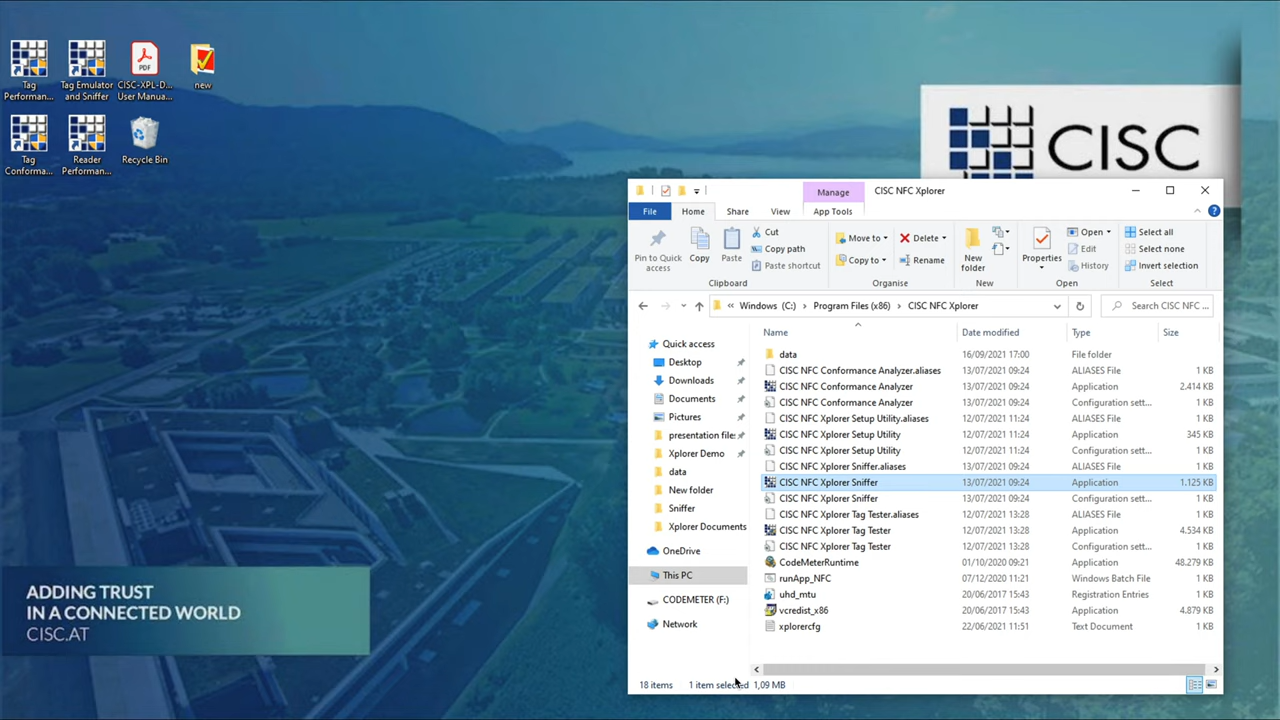 Tag
Performan...
Tag Emulator
and Sniffer
CISC-XPL-D...
User Manua...
new
Tag
Conforma...
Reader
Performan...
Recycle Bin
CISC
ADDING TRUST
IN A CONNECTED WORLD
CISC.AT
Manage
CISC NFC Xplorer
File
Home
Share
View
App Tools
Pin to Quick
access
Copy
Paste
Cut
Copy path
Paste shortcut
Clipboard
Move to
Copy to
Delete
Rename
Organise
New
folder
New
Properties
Open
Edit
History
Open
Select all
Select none
Invert selection
Select
« Windows (C:) > Program Files (x86) > CISC NFC Xplorer
Search CISC NFC ...
Quick access
Desktop
Downloads
Documents
Pictures
presentation file
Xplorer Demo
data
New folder
Sniffer
Xplorer Documents
OneDrive
This PC
CODEMETER (F:)
Network
Name Date modified Type Size
data 16/09/2021 17:00 File folder
CISC NFC Conformance Analyzer.aliases 13/07/2021 09:24 ALIASES File 1 KB
CISC NFC Conformance Analyzer 13/07/2021 09:24 Application 2.414 KB
CISC NFC Conformance Analyzer 13/07/2021 09:24 Configuration sett... 1 KB
CISC NFC Xplorer Setup Utility.aliases 12/07/2021 11:24 ALIASES File 1 KB
CISC NFC Xplorer Setup Utility 12/07/2021 11:24 Application 345 KB
CISC NFC Xplorer Setup Utility 12/07/2021 11:24 Configuration sett... 1 KB
CISC NFC Xplorer Sniffer.aliases 13/07/2021 09:24 ALIASES File 1 KB
CISC NFC Xplorer Sniffer 13/07/2021 09:24 Application 1.125 KB
CISC NFC Xplorer Sniffer 13/07/2021 09:24 Configuration sett... 1 KB
CISC NFC Xplorer Tag Tester.aliases 12/07/2021 13:28 ALIASES File 1 KB
CISC NFC Xplorer Tag Tester 12/07/2021 13:28 Application 4.534 KB
CISC NFC Xplorer Tag Tester 12/07/2021 13:28 Configuration sett... 1 KB
CodeMeterRuntime 01/10/2020 09:21 Application 48.279 KB
runApp_NFC 07/12/2020 11:21 Windows Batch File 1 KB
uhd_mtu 20/06/2017 15:43 Registration Entries 1 KB
vcredist_x86 20/06/2017 15:43 Application 4.879 KB
xplorercfg 22/06/2021 11:51 Text Document 1 KB
18 items 1 item selected 1,09 MB